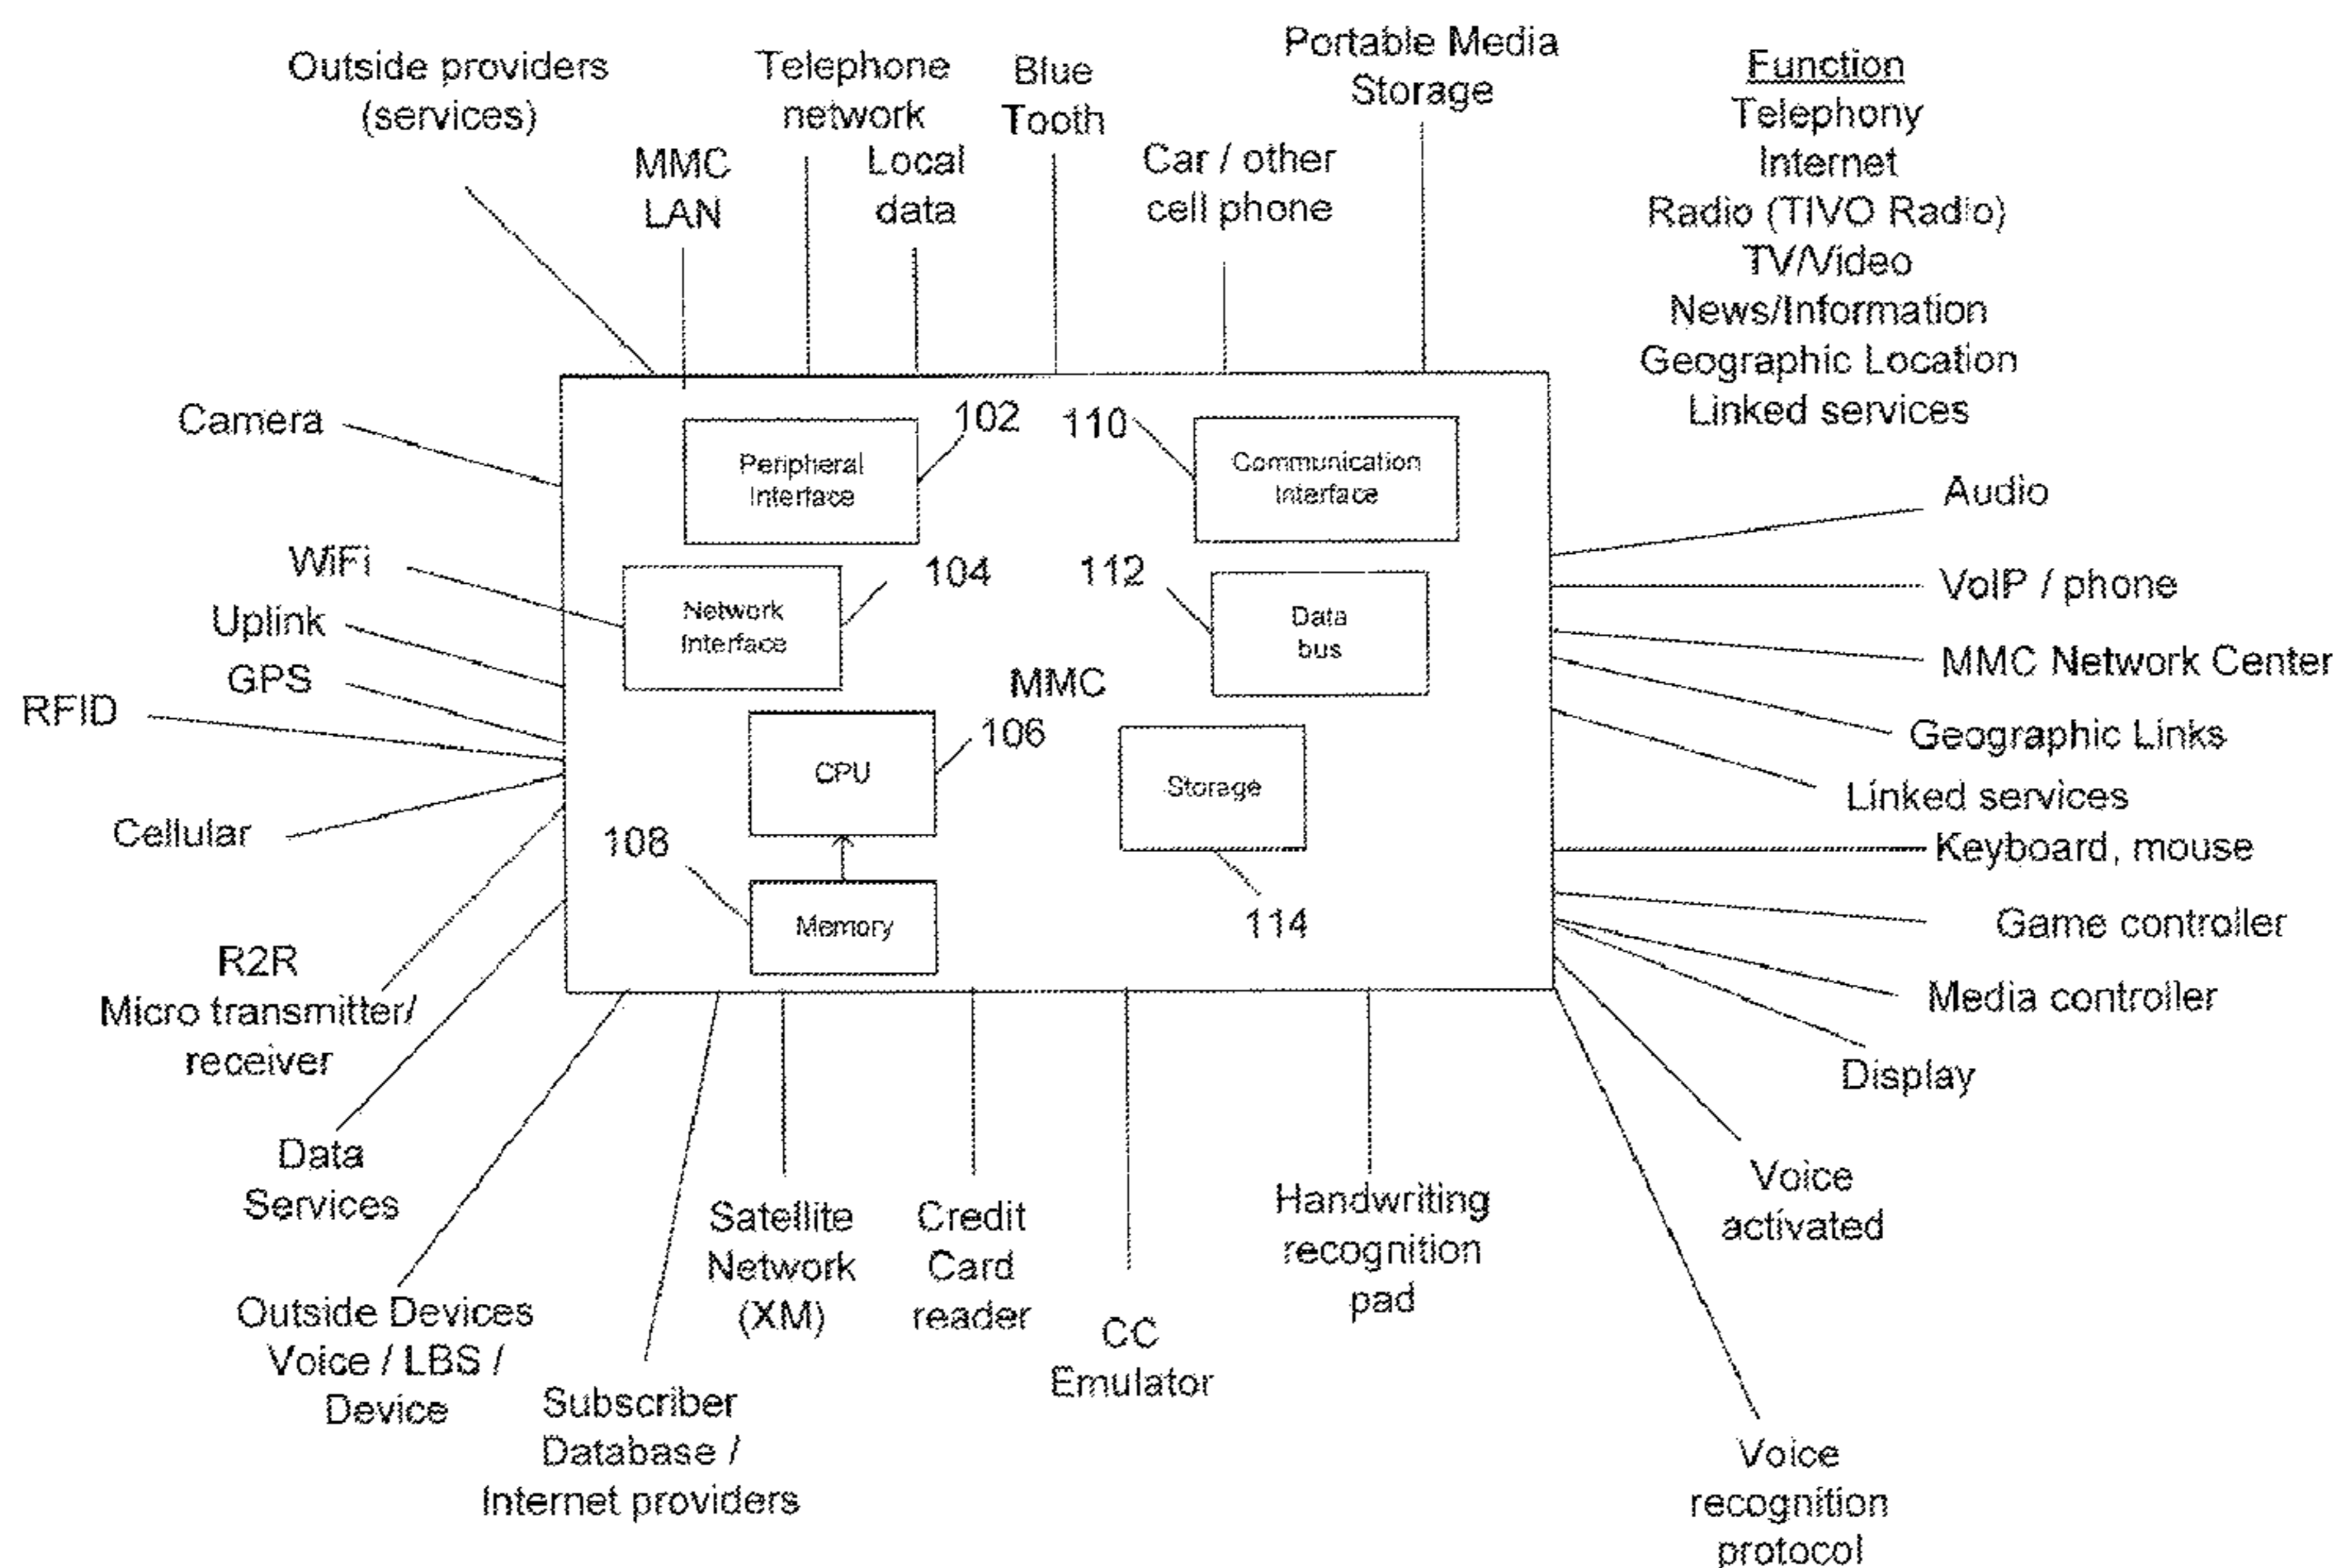 Outside providers
(services)
Telephone
network
Blue
Tooth
Portable Media
Storage
MMC
LAN
Local
data
Car / other
cell phone
Function
Telephony
Internet
Radio (TIVO Radio)
TV/Video
News/Information
Geographic Location
Linked services
Camera
WiFi
Uplink
GPS
RFID
Cellular
R2R
Micro transmitter/
receiver
Data
Services
Peripheral
Interface
102
110
Communication
Interface
Network
Interface
104
112
Data
bus
MMC
CPU
106
Storage
114
108
Memory
Audio
VoIP / phone
MMC Network Center
Geographic Links
Linked services
Keyboard, mouse
Game controller
Media controller
Display
Voice
activated
Voice
recognition
protocol
Outside Devices
Voice / LBS /
Device
Subscriber
Database /
Internet providers
Satellite
Network
(XM)
Credit
Card
reader
CC
Emulator
Handwriting
recognition
pad